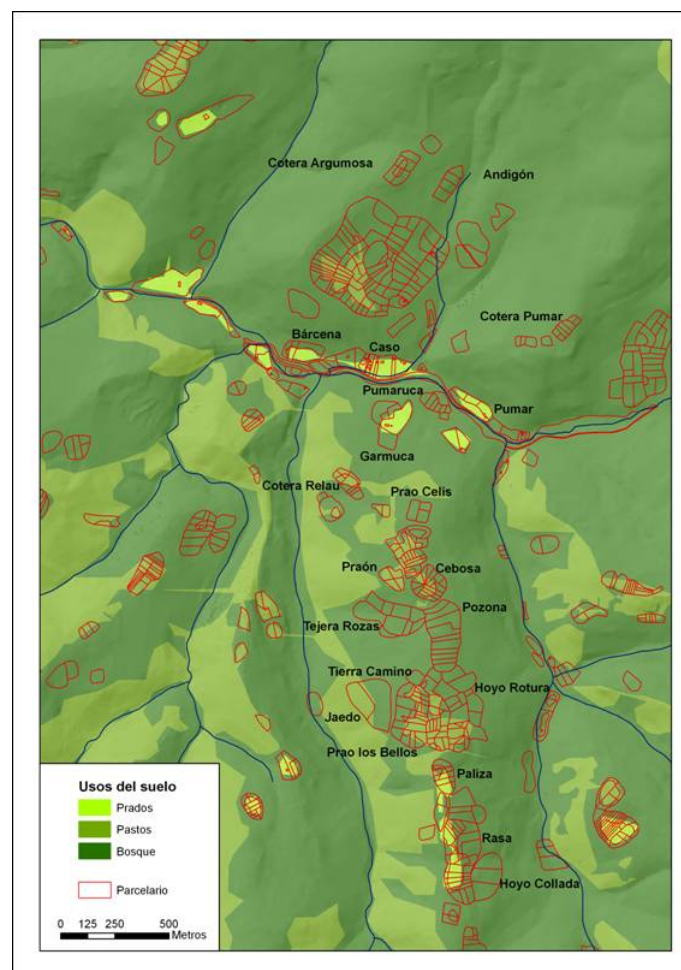 Cotera Argumosa
Andigón
Cotera Pumar
Bárcena
Caso
Pumaruca
Pumar
Garmuca
Cotera Relau
Prao Celis
Praón
Cebosa
Pozona
Tejera Rozas
Tierra Camino
Hoyo Rotura
Jaedo
Prao los Bellos
Paliza
Rasa
Hoyo Collada
Usos del suelo
Prados
Pastos
Bosque
Parcelario
0 125 250 500
Metros